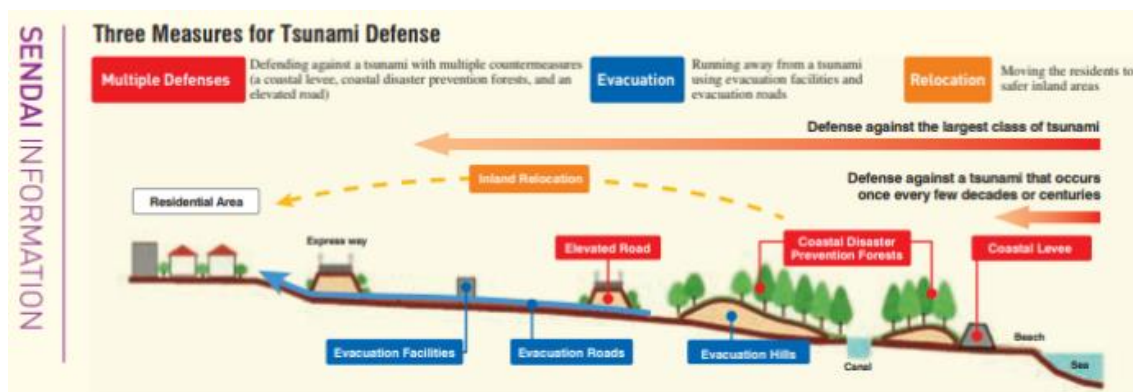 SENDAI INFORMATION
Three Measures for Tsunami Defense
Multiple Defenses
Defending against a tsunami with multiple countermeasures
(a coastal levee, coastal disaster prevention forests, and an
elevated road)
Evacuation
Running away from a tsunami
using evacuation facilities and
evacuation roads
Relocation
Moving the residents to
safer inland areas
Defense against the largest class of tsunami
Inland Relocation
Defense against a tsunami that occurs
once every few decades or centuries
Residential Area
Express way
Elevated Road
Coastal Disaster
Prevention Forests
Coastal Levee
Evacuation Facilities
Evacuation Roads
Evacuation Hills
Canal
Beach
Sea